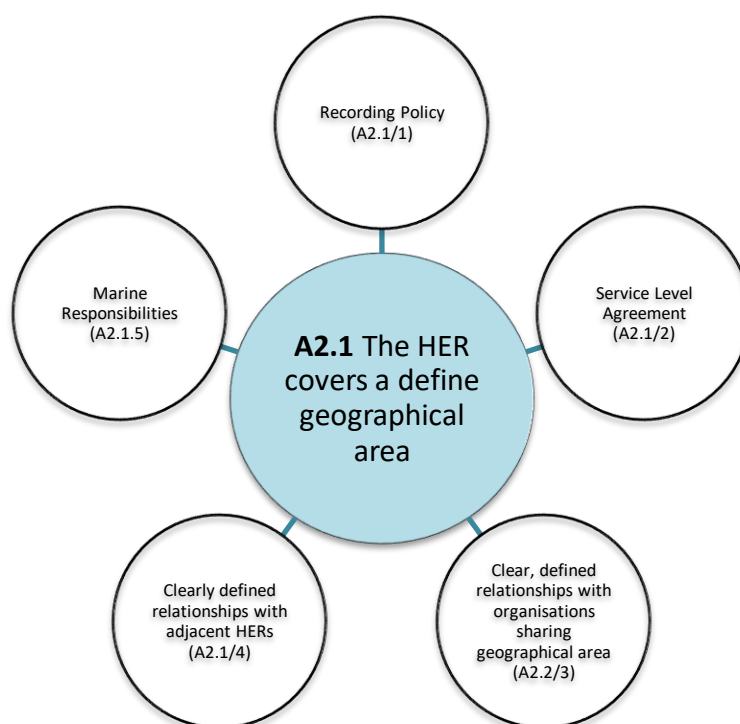 Recording Policy
(A2.1/1)
Marine
Responsibilities
(A2.1.5)
Service Level
Agreement
(A2.1/2)
A2.1 The HER
covers a define
geographical
area
Clearly defined
relationships with
adjacent HERs
(A2.1/4)
Clear, defined
relationships with
organisations
sharing
geographical area
(A2.2/3)